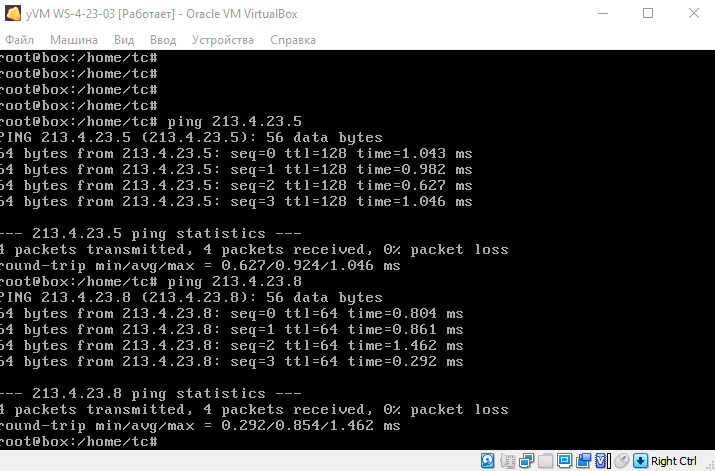 yVM WS-4-23-03 [Работает] - Oracle VM VirtualBox
Файл Машина Вид Ввод Устройства Справка
root@box:/home/tc#
root@box:/home/tc#
root@box:/home/tc#
root@box:/home/tc#
root@box:/home/tc# ping 213.4.23.5
PING 213.4.23.5 (213.4.23.5): 56 data bytes
64 bytes from 213.4.23.5: seq=0 ttl=128 time=1.043 ms
64 bytes from 213.4.23.5: seq=1 ttl=128 time=0.982 ms
64 bytes from 213.4.23.5: seq=2 ttl=128 time=0.627 ms
64 bytes from 213.4.23.5: seq=3 ttl=128 time=1.046 ms
--- 213.4.23.5 ping statistics ---
4 packets transmitted, 4 packets received, 0% packet loss
round-trip min/avg/max = 0.627/0.924/1.046 ms
root@box:/home/tc# ping 213.4.23.8
PING 213.4.23.8 (213.4.23.8): 56 data bytes
64 bytes from 213.4.23.8: seq=0 ttl=64 time=0.804 ms
64 bytes from 213.4.23.8: seq=1 ttl=64 time=0.861 ms
64 bytes from 213.4.23.8: seq=2 ttl=64 time=1.462 ms
64 bytes from 213.4.23.8: seq=3 ttl=64 time=0.292 ms
--- 213.4.23.8 ping statistics ---
4 packets transmitted, 4 packets received, 0% packet loss
round-trip min/avg/max = 0.292/0.854/1.462 ms
root@box:/home/tc#
Right Ctrl